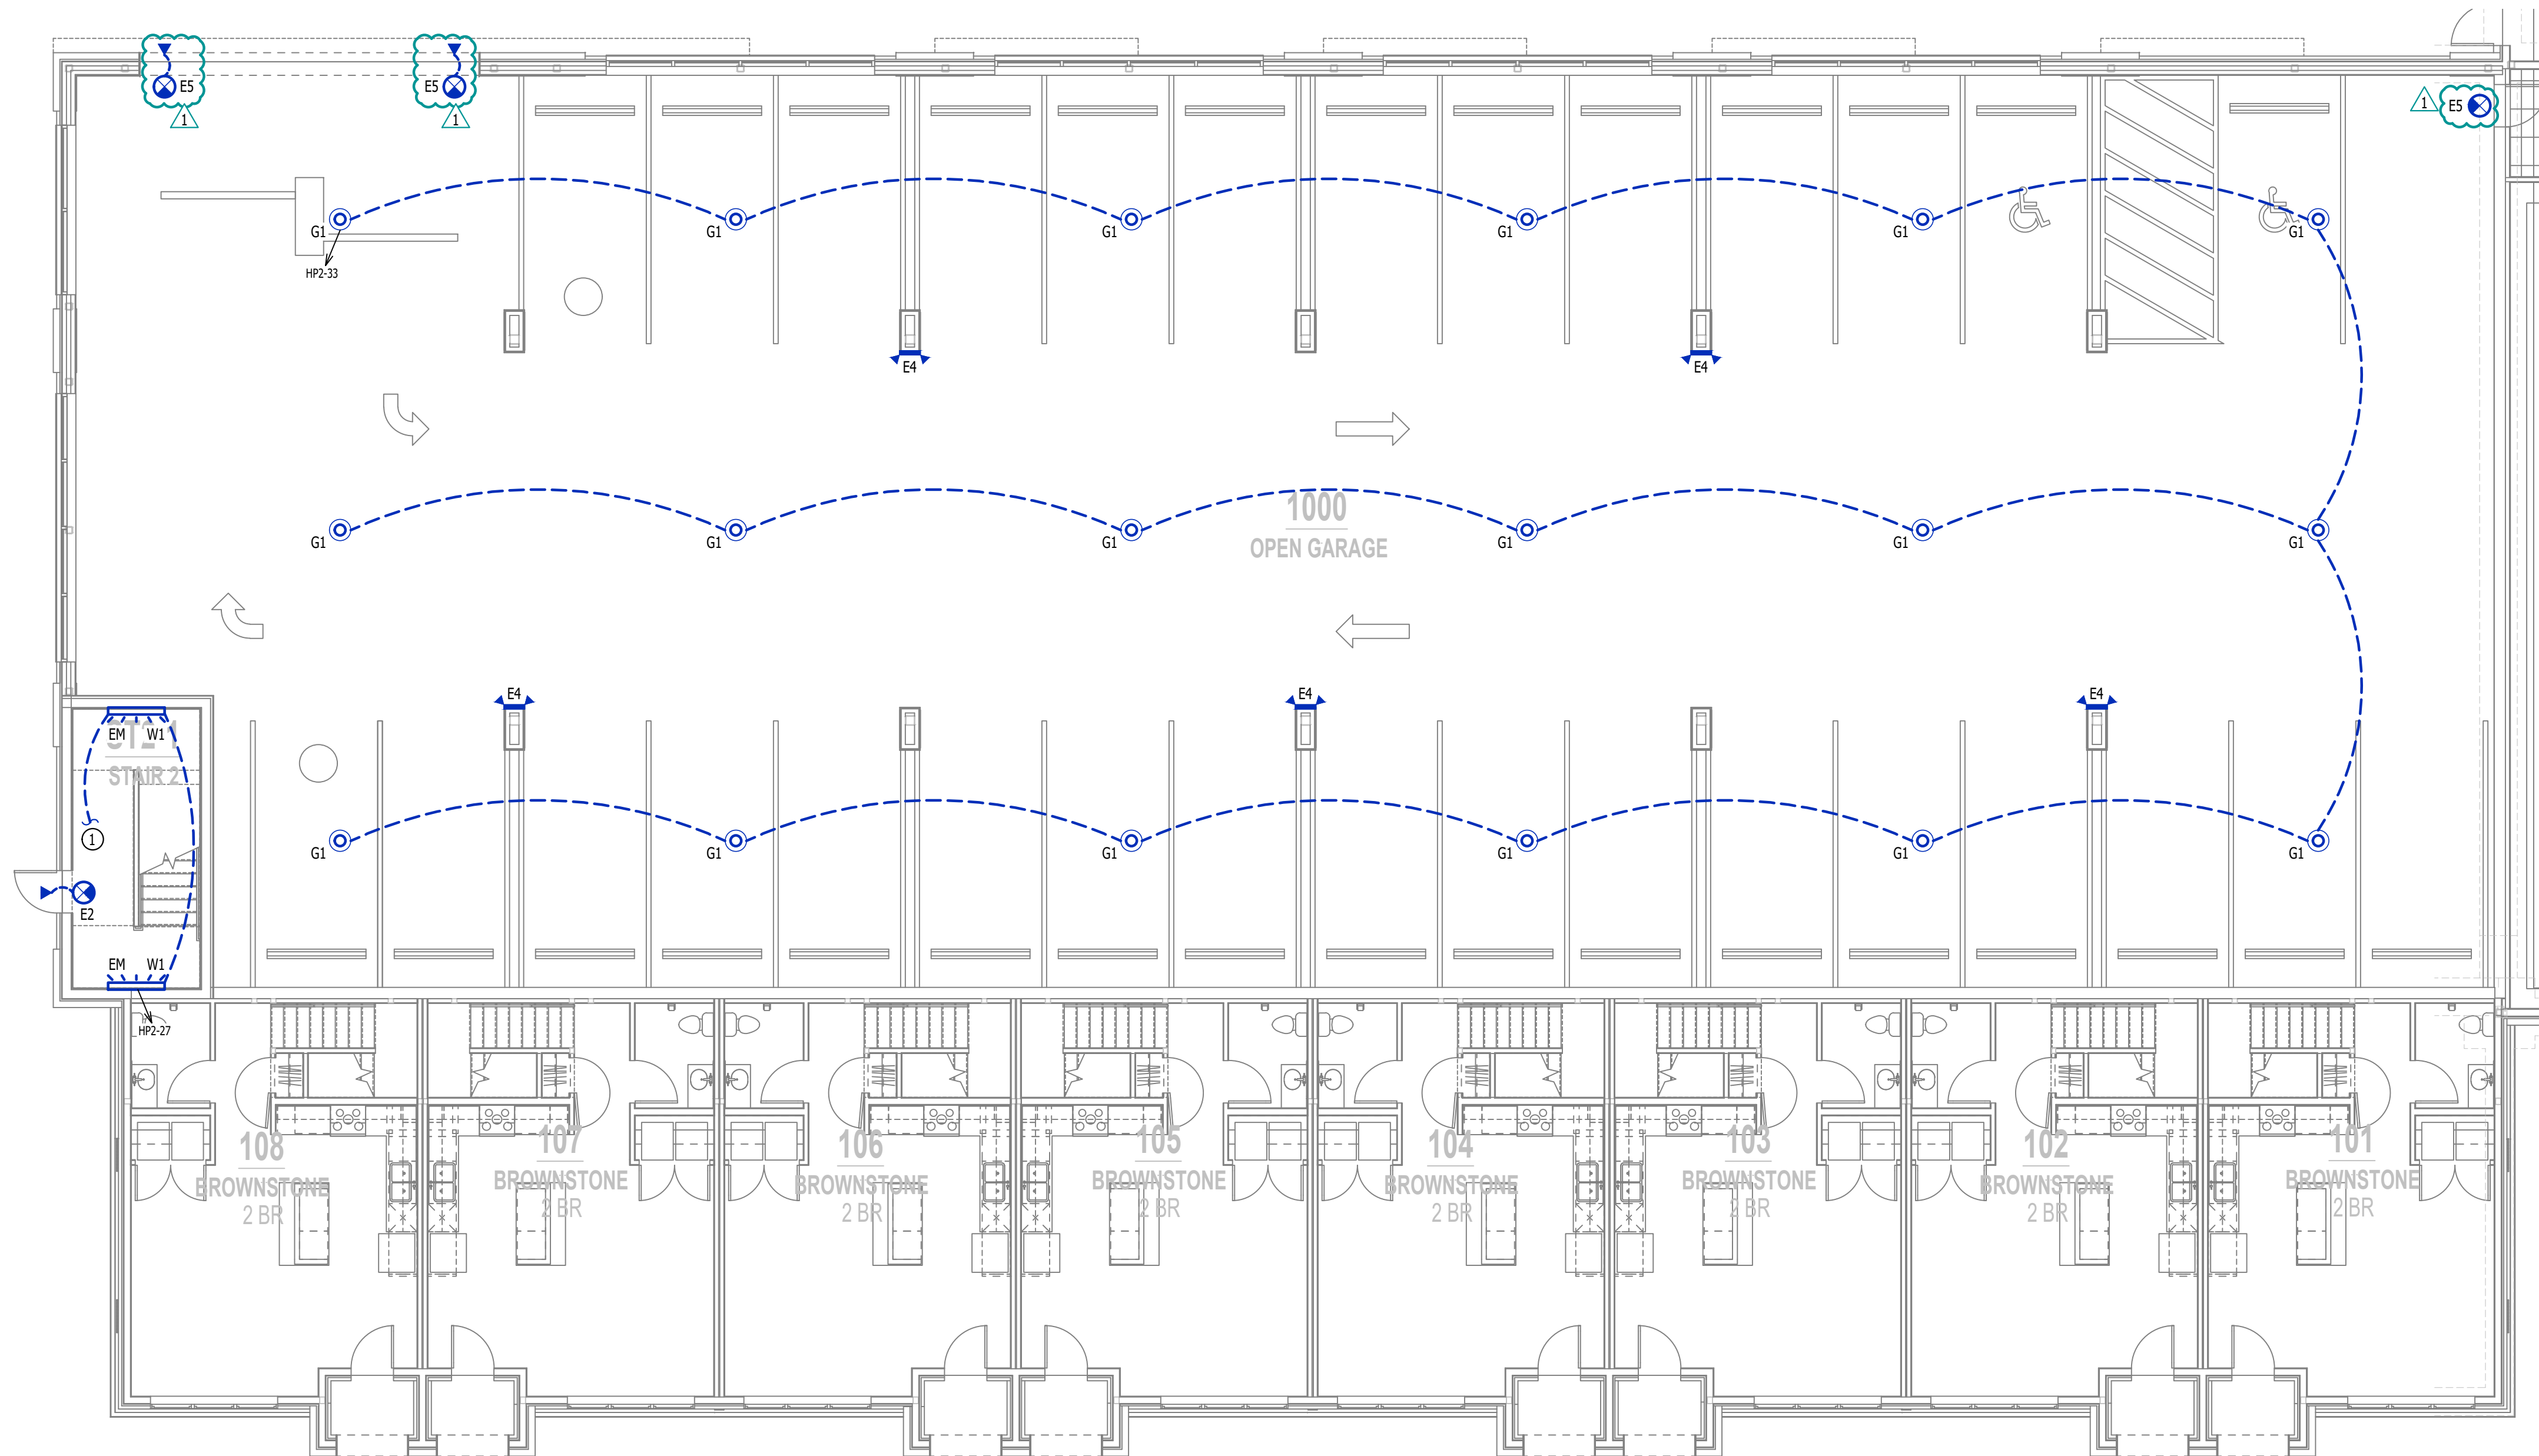 E5
E5
E5
1
1
1
G1
G1
G1
G1
G1
G1
HP2-33
E4
E4
1000
OPEN GARAGE
G1
G1
G1
G1
G1
G1
E4
E4
E4
EM W1
ST2-1
STAIR 2
1
G1
G1
G1
G1
G1
G1
E2
EM W1
HP2-27
108
BROWNSTONE
2 BR
107
BROWNSTONE
2 BR
106
BROWNSTONE
2 BR
105
BROWNSTONE
2 BR
104
BROWNSTONE
2 BR
103
BROWNSTONE
2 BR
102
BROWNSTONE
2 BR
101
BROWNSTONE
2 BR